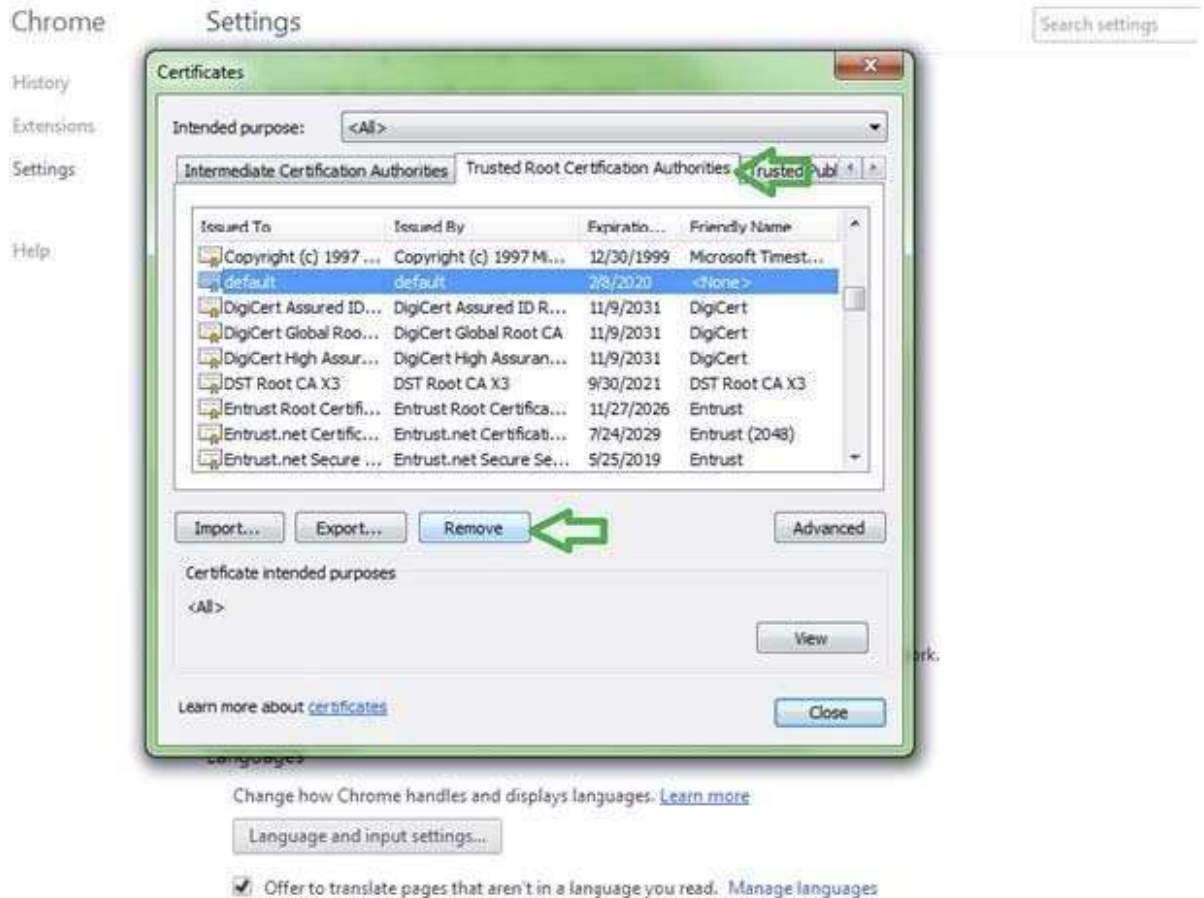 Chrome
Settings
Search settings
History
Extensions
Settings
Help
Certificates
Intended purpose: <All>
Intermediate Certification Authorities Trusted Root Certification Authorities Trusted Publ
Issued To Issued By Expiratio... Friendly Name
Copyright (c) 1997 ... Copyright (c) 1997 Mi... 12/30/1999 Microsoft Timest...
default default 2/8/2020 <None>
DigiCert Assured ID... DigiCert Assured ID R... 11/9/2031 DigiCert
DigiCert Global Roo... DigiCert Global Root CA 11/9/2031 DigiCert
DigiCert High Assur... DigiCert High Assuran... 11/9/2031 DigiCert
DST Root CA X3 DST Root CA X3 9/30/2021 DST Root CA X3
Entrust Root Certifi... Entrust Root Certifica... 11/27/2026 Entrust
Entrust.net Certific... Entrust.net Certificati... 7/24/2029 Entrust (2048)
Entrust.net Secure ... Entrust.net Secure Se... 5/25/2019 Entrust
Import... Export... Remove Advanced
Certificate intended purposes
<All>
View
ork.
Learn more about certificates
Close
Languages
Change how Chrome handles and displays languages. Learn more
Language and input settings...
Offer to translate pages that aren't in a language you read. Manage languages